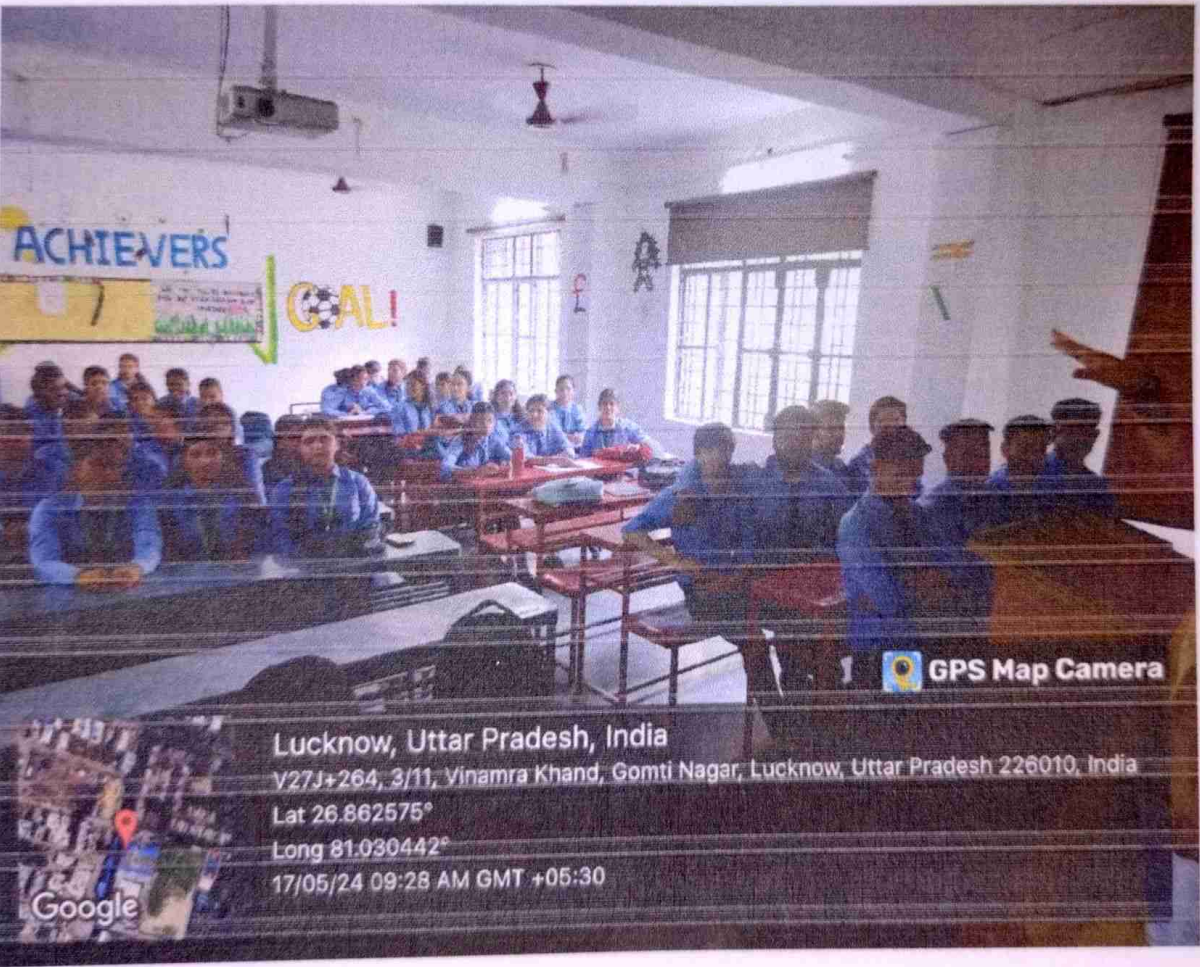 ACHIEVERS
GOAL!
£
GPS Map Camera
Lucknow, Uttar Pradesh, India
V27J+264, 3/11, Vinamra Khand, Gomti Nagar, Lucknow, Uttar Pradesh 226010, India
Lat 26.862575°
Long 81.030442°
17/05/24 09:28 AM GMT +05:30
Google